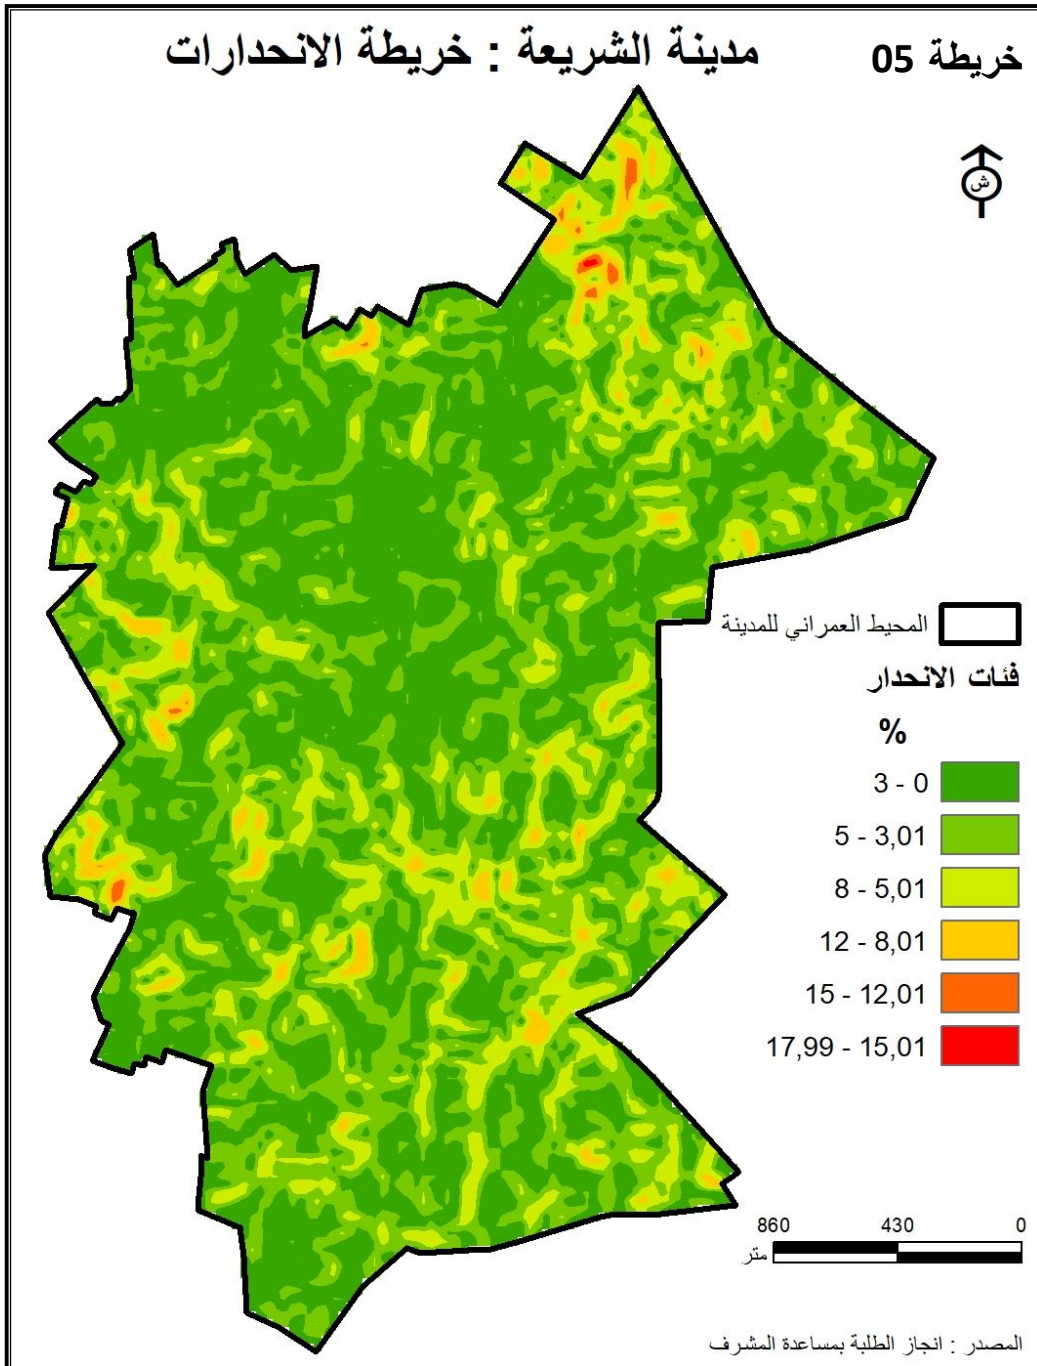 خريطة 05
مدينة الشريعة : خريطة الانحدارات
ش
المحيط العمراني للمدينة
فئات الانحدار
%
3 - 0
5 - 3,01
8 - 5,01
12 - 8,01
15 - 12,01
17,99 - 15,01
860 430 0
متر
المصدر : انجاز الطلبة بمساعدة المشرف